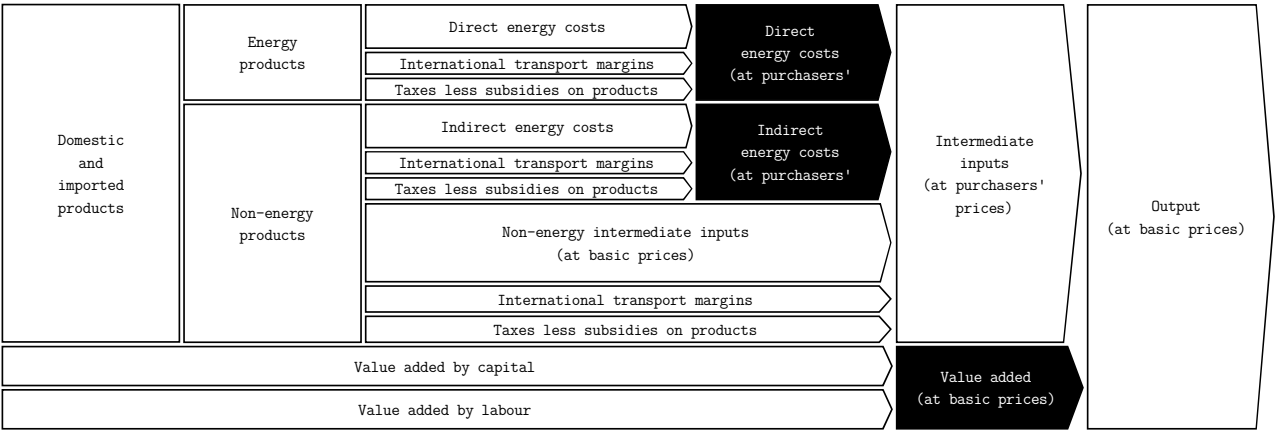 Domestic
and
imported
products
Energy
products
Direct energy costs
International transport margins
Taxes less subsidies on products
Direct
energy costs
(at purchasers'
Non-energy
products
Indirect energy costs
International transport margins
Taxes less subsidies on products
Indirect
energy costs
(at purchasers'
Non-energy intermediate inputs
(at basic prices)
International transport margins
Taxes less subsidies on products
Intermediate
inputs
(at purchasers'
prices)
Value added by capital
Value added by labour
Value added
(at basic prices)
Output
(at basic prices)